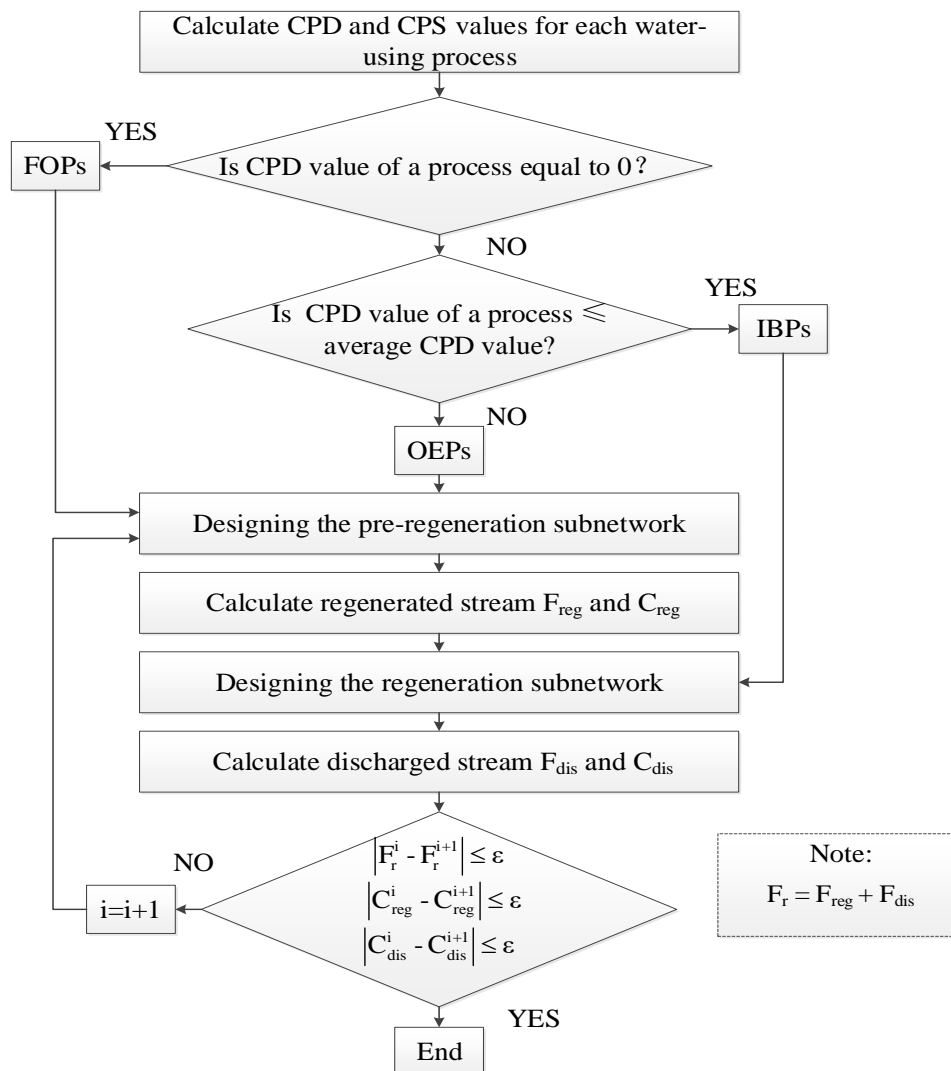 Calculate CPD and CPS values for each water-
using process
YES
FOPs
Is CPD value of a process equal to 0？
NO
YES
Is CPD value of a process ≤
average CPD value?
IBPs
NO
OEPs
Designing the pre-regeneration subnetwork
Calculate regenerated stream F_reg and C_reg
Designing the regeneration subnetwork
Calculate discharged stream F_dis and C_dis
NO
i=i+1
|F_r^i - F_r^{i+1}| ≤ ε
|C_reg^i - C_reg^{i+1}| ≤ ε
|C_dis^i - C_dis^{i+1}| ≤ ε
Note:
F_r = F_reg + F_dis
YES
End